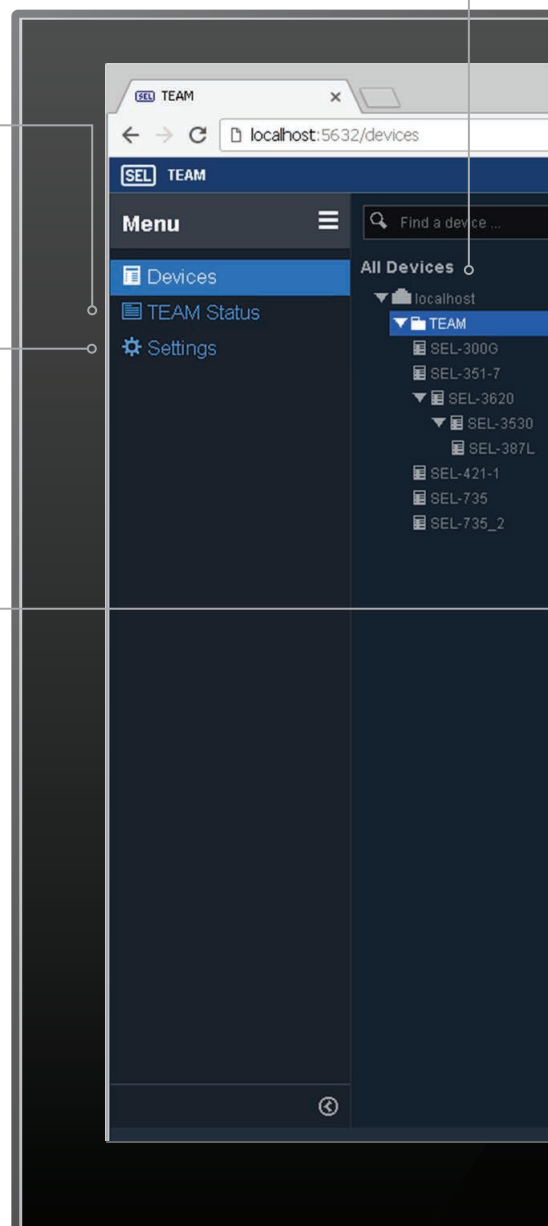 SEL TEAM
localhost:5632/devices
SEL TEAM
Menu
Find a device ...
Devices
TEAM Status
Settings
All Devices
localhost
TEAM
SEL-300G
SEL-351-7
SEL-3620
SEL-3530
SEL-387L
SEL-421-1
SEL-735
SEL-735_2